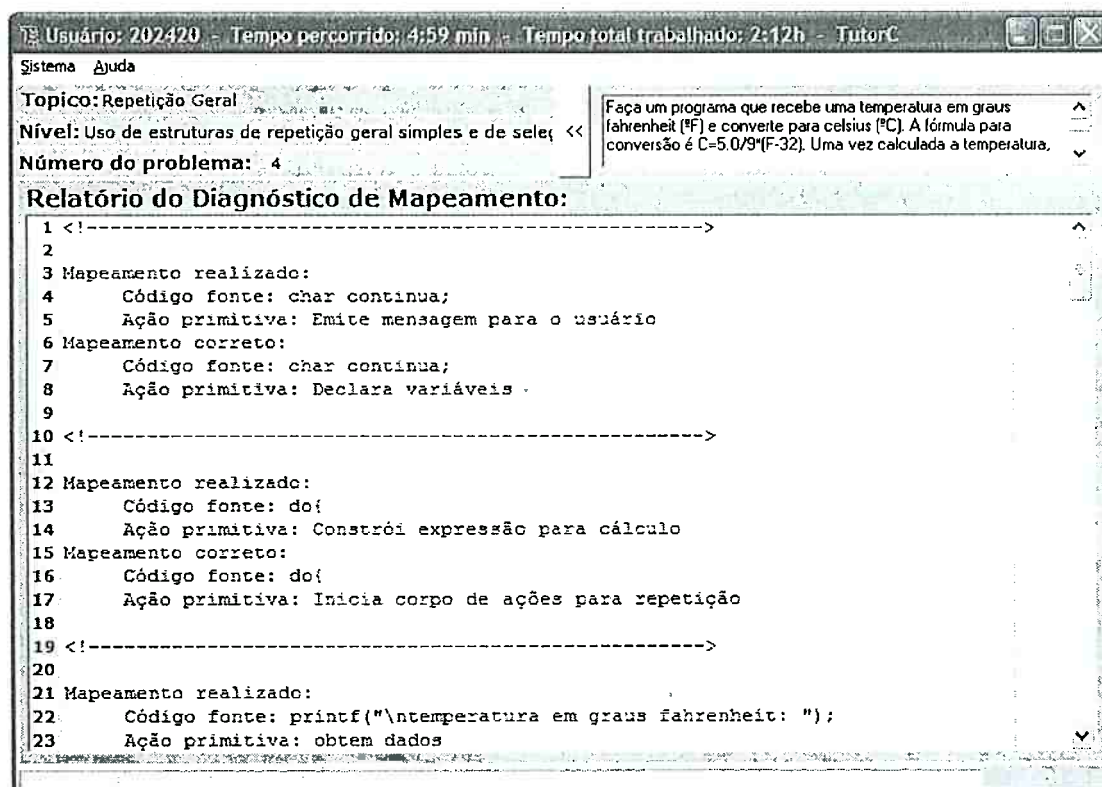 Usuário: 202420 - Tempo percorrido: 4:59 min - Tempo total trabalhado: 2:12h - TutorC
Sistema Ajuda
Topico: Repetição Geral
Nível: Uso de estruturas de repetição geral simples e de seleç <<
Número do problema: 4
Faça um programa que recebe uma temperatura em graus
fahrenheit (ºF) e converte para celsius (ºC). A fórmula para
conversão é C=5.0/9*(F-32). Uma vez calculada a temperatura,
Relatório do Diagnóstico de Mapeamento:
1 <!------------------------------------------------------->
2
3 Mapeamento realizado:
4 Código fonte: char continua;
5 Ação primitiva: Emite mensagem para o usuário
6 Mapeamento correto:
7 Código fonte: char continua;
8 Ação primitiva: Declara variáveis
9
10 <!------------------------------------------------------->
11
12 Mapeamento realizado:
13 Código fonte: do{
14 Ação primitiva: Constrói expressão para cálculo
15 Mapeamento correto:
16 Código fonte: do{
17 Ação primitiva: Inicia corpo de ações para repetição
18
19 <!------------------------------------------------------->
20
21 Mapeamento realizado:
22 Código fonte: printf("\ntemperatura em graus fahrenheit: ");
23 Ação primitiva: obtem dados